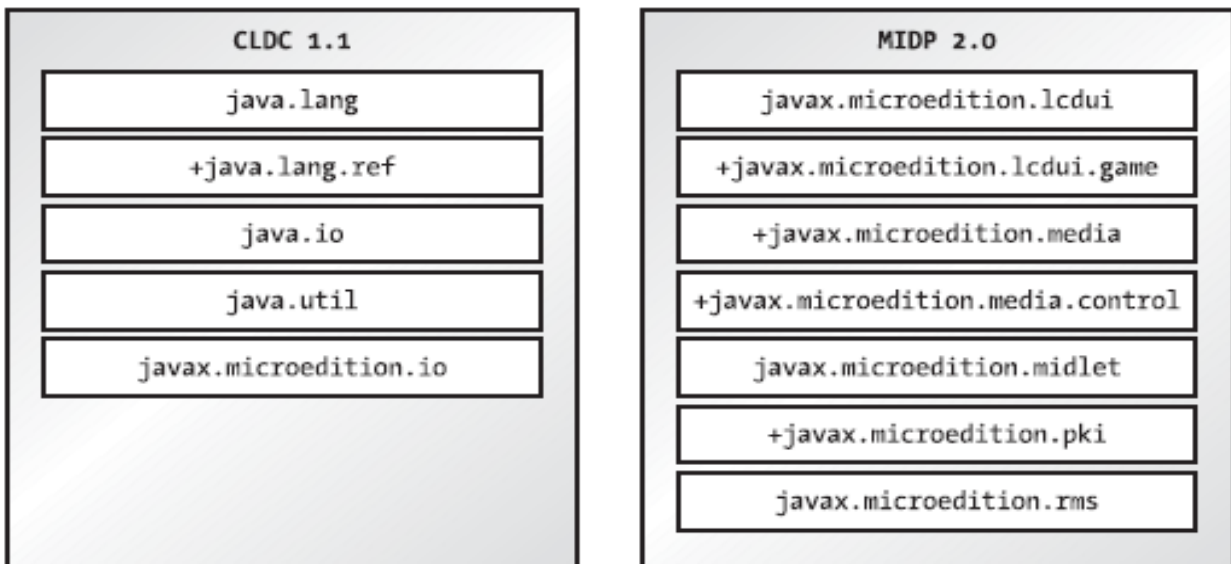 CLDC 1.1
java.lang
+java.lang.ref
java.io
java.util
javax.microedition.io
MIDP 2.0
javax.microedition.lcdui
+javax.microedition.lcdui.game
+javax.microedition.media
+javax.microedition.media.control
javax.microedition.midlet
+javax.microedition.pki
javax.microedition.rms